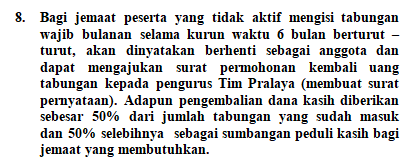 8. Bagi jemaat peserta yang tidak aktif mengisi tabungan
wajib bulanan selama kurun waktu 6 bulan berturut –
turut, akan dinyatakan berhenti sebagai anggota dan
dapat mengajukan surat permohonan kembali uang
tabungan kepada pengurus Tim Pralaya (membuat surat
pernyataan). Adapun pengembalian dana kasih diberikan
sebesar 50% dari jumlah tabungan yang sudah masuk
dan 50% selebihnya sebagai sumbangan peduli kasih bagi
jemaat yang membutuhkan.